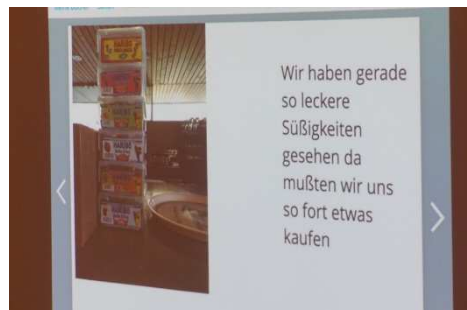 Wir haben gerade
so leckere
Süßigkeiten
gesehen da
mußten wir uns
so fort etwas
kaufen